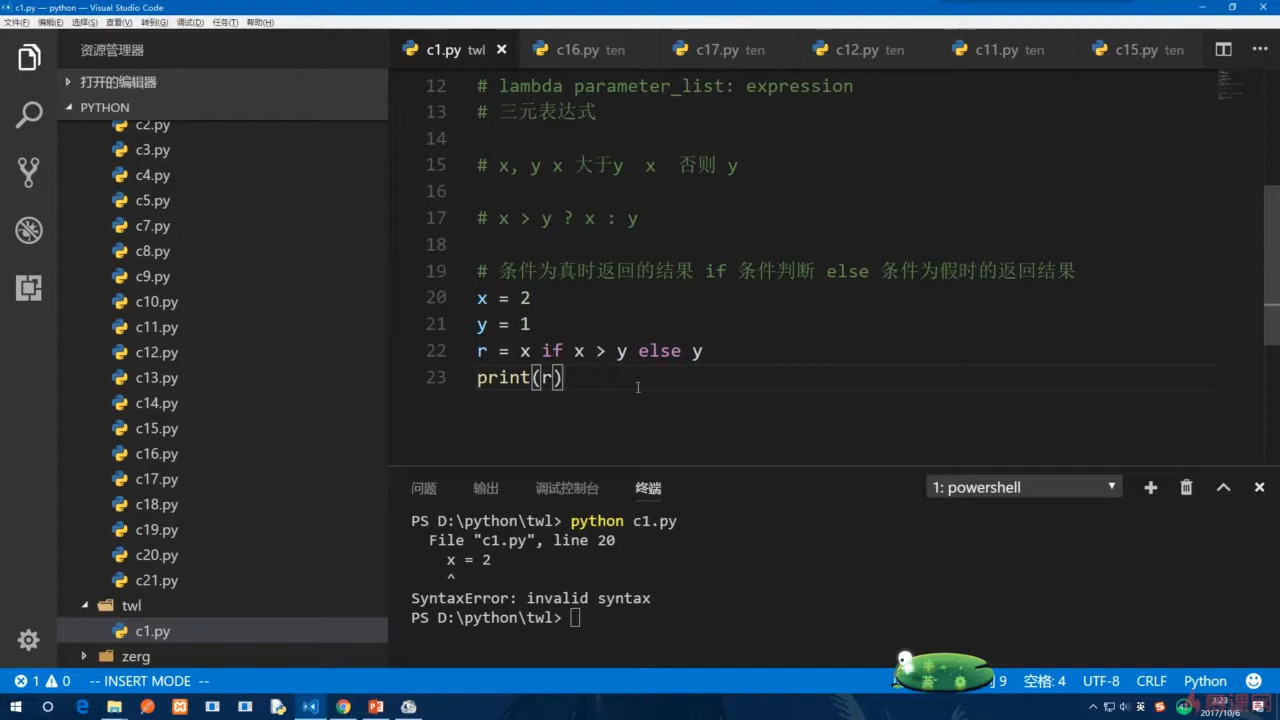 c1.py — python — Visual Studio Code
文件(F) 编辑(E) 选择(S) 查看(V) 转到(G) 调试(D) 任务(T) 帮助(H)
资源管理器
c1.py twl
c16.py ten
c17.py ten
c12.py ten
c11.py ten
c15.py ten
打开的编辑器
PYTHON
c2.py
c3.py
c4.py
c5.py
c7.py
c8.py
c9.py
c10.py
c11.py
c12.py
c13.py
c14.py
c15.py
c16.py
c17.py
c18.py
c19.py
c20.py
c21.py
twl
c1.py
zerg
12 # lambda parameter_list: expression
13 # 三元表达式
14
15 # x, y x 大于y x 否则 y
16
17 # x > y ? x : y
18
19 # 条件为真时返回的结果 if 条件判断 else 条件为假时的返回结果
20 x = 2
21 y = 1
22 r = x if x > y else y
23 print(r)
问题 输出 调试控制台 终端 1: powershell
PS D:\python\twl> python c1.py
File "c1.py", line 20
x = 2
^
SyntaxError: invalid syntax
PS D:\python\twl>
1 0 -- INSERT MODE -- 9 空格: 4 UTF-8 CRLF Python
半
英
英
3:23
2017/10/6